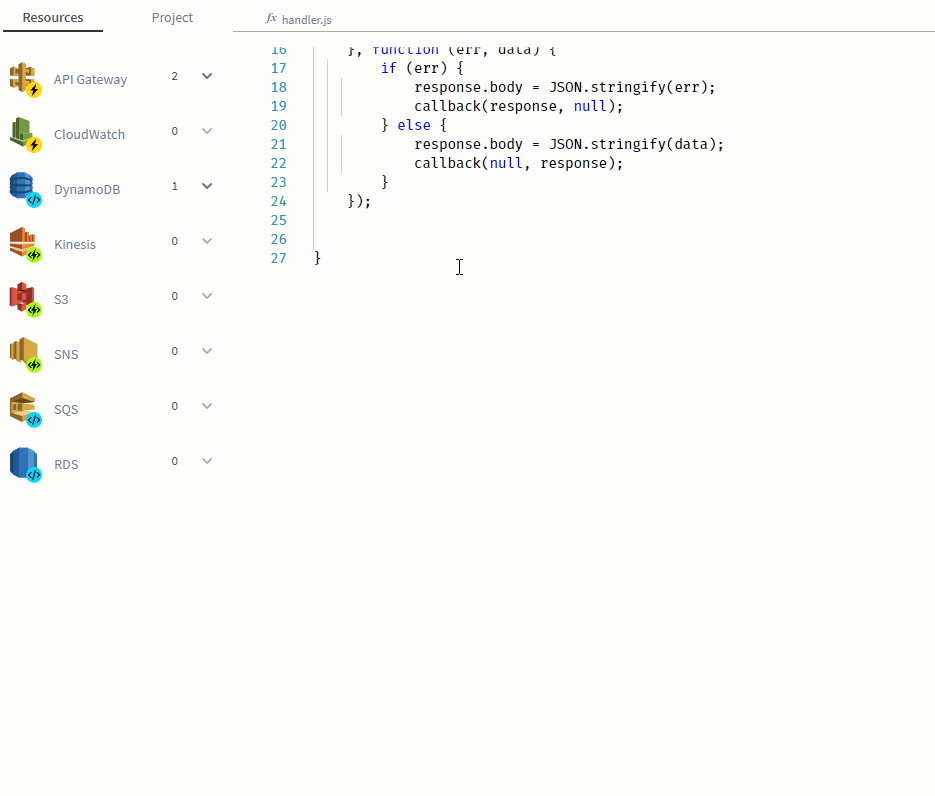 Resources
Project
fx handler.js
API Gateway 2
CloudWatch 0
DynamoDB 1
Kinesis 0
S3 0
SNS 0
SQS 0
RDS 0
16 }, function (err, data) {
17 if (err) {
18 response.body = JSON.stringify(err);
19 callback(response, null);
20 } else {
21 response.body = JSON.stringify(data);
22 callback(null, response);
23 }
24 });
25
26
27 }